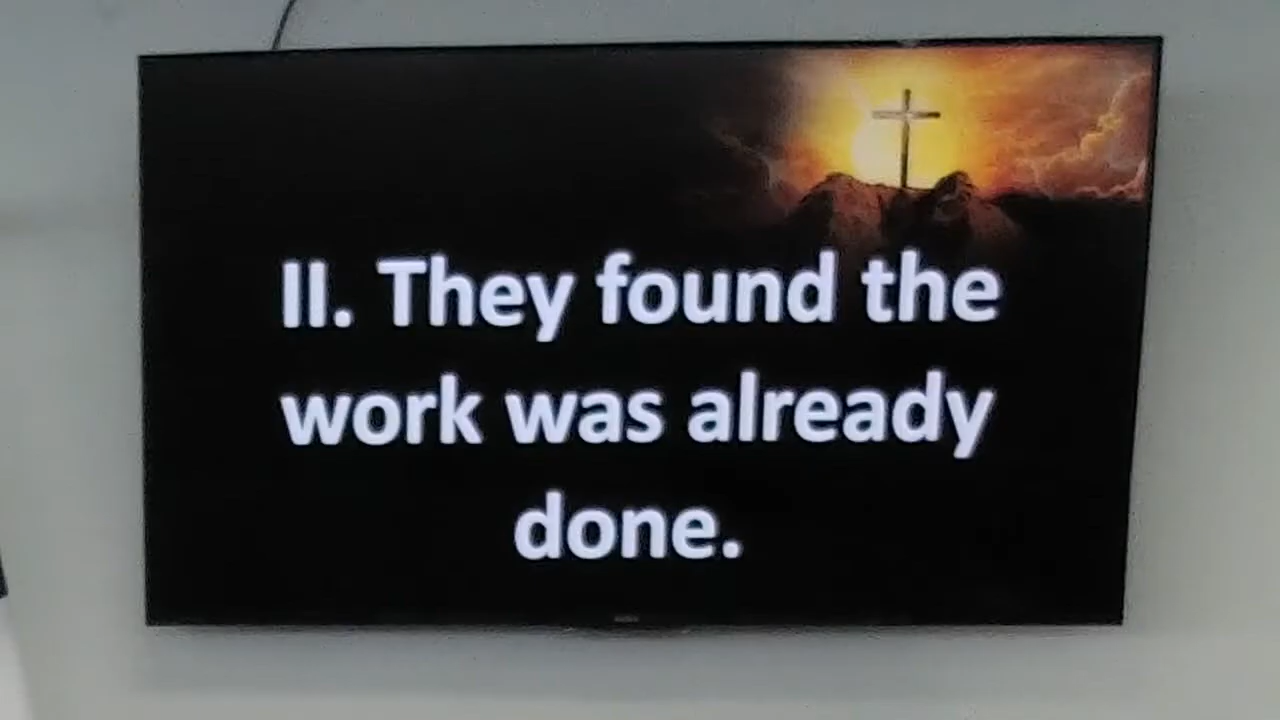 II. They found the
work was already
done.